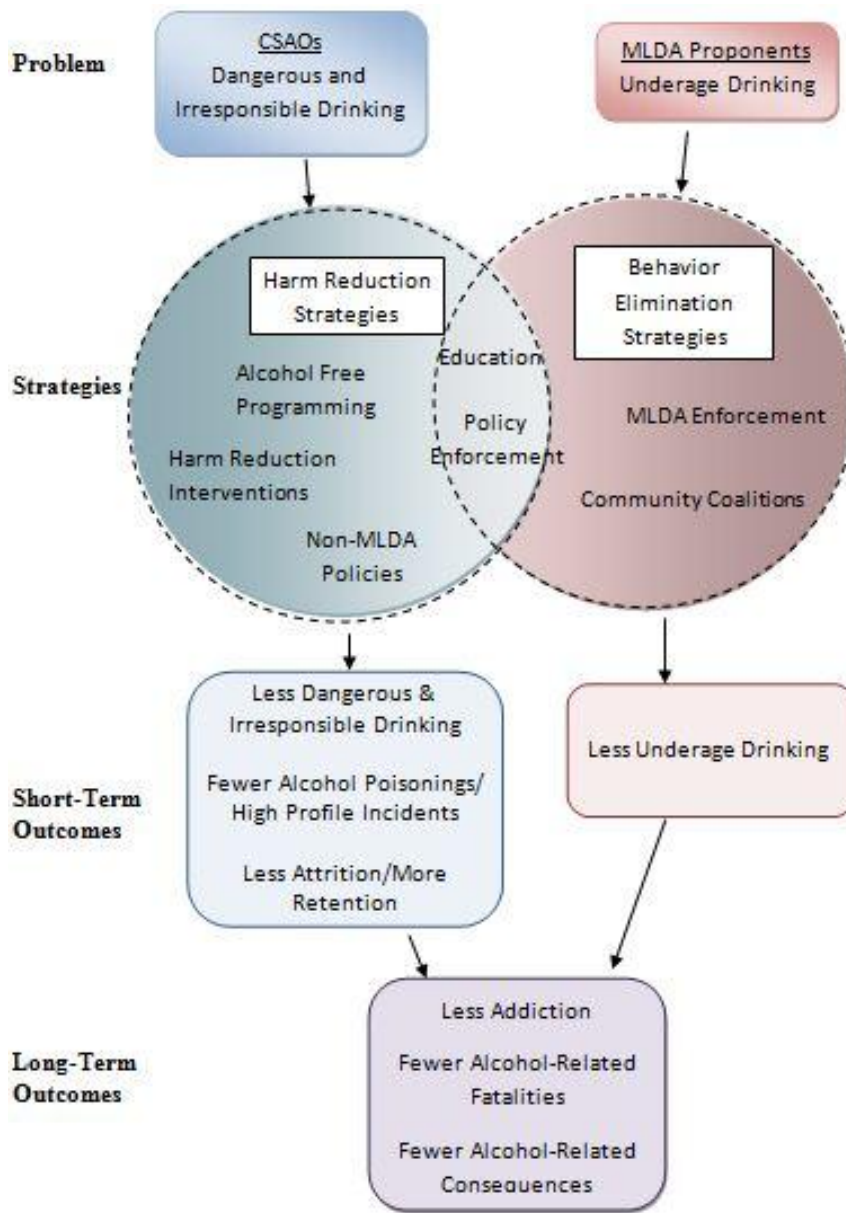 Problem
CSAOs
Dangerous and
Irresponsible Drinking
MLDA Proponents
Underage Drinking
Strategies
Harm Reduction
Strategies
Alcohol Free
Programming
Harm Reduction
Interventions
Non-MLDA
Policies
Education
Policy
Enforcement
Behavior
Elimination
Strategies
MLDA Enforcement
Community Coalitions
Short-Term
Outcomes
Less Dangerous &
Irresponsible Drinking
Fewer Alcohol Poisonings/
High Profile Incidents
Less Attrition/More
Retention
Less Underage Drinking
Long-Term
Outcomes
Less Addiction
Fewer Alcohol-Related
Fatalities
Fewer Alcohol-Related
Consequences